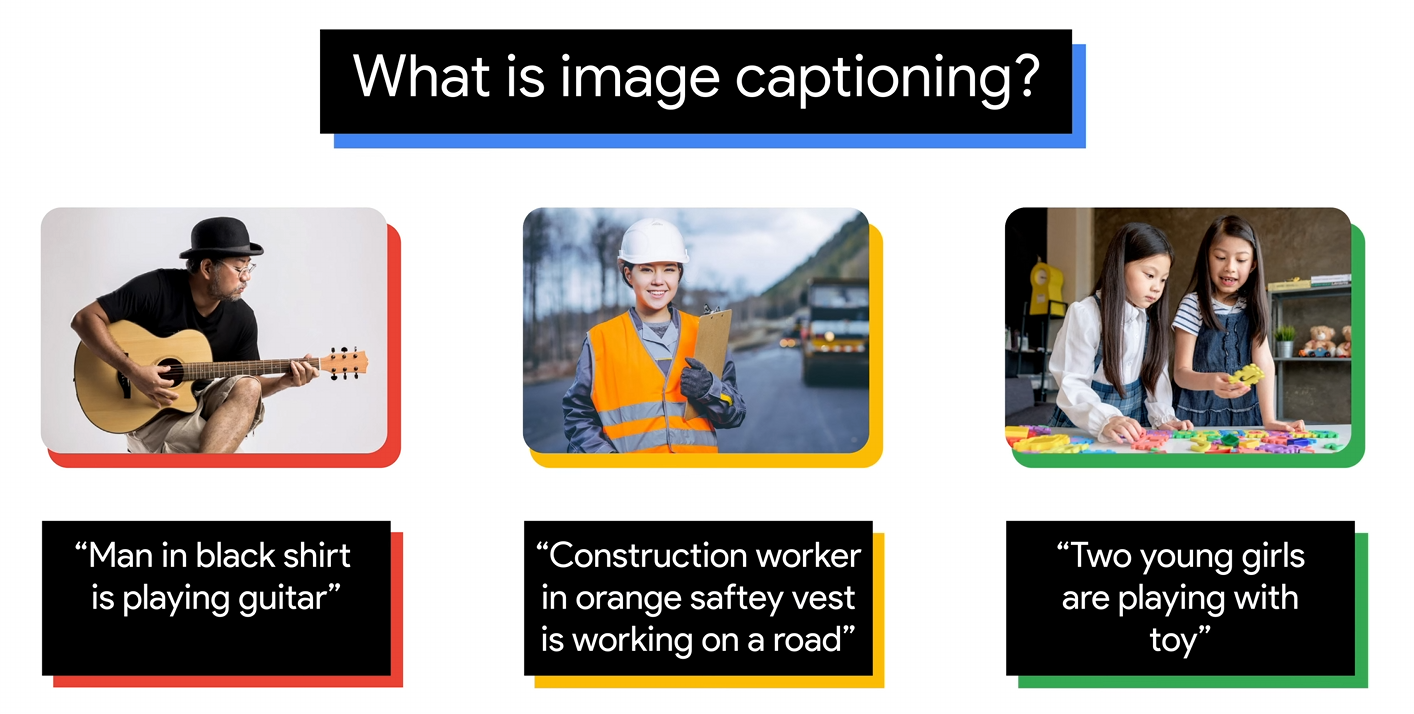 What is image captioning?
“Man in black shirt
is playing guitar”
“Construction worker
in orange saftey vest
is working on a road”
“Two young girls
are playing with
toy”